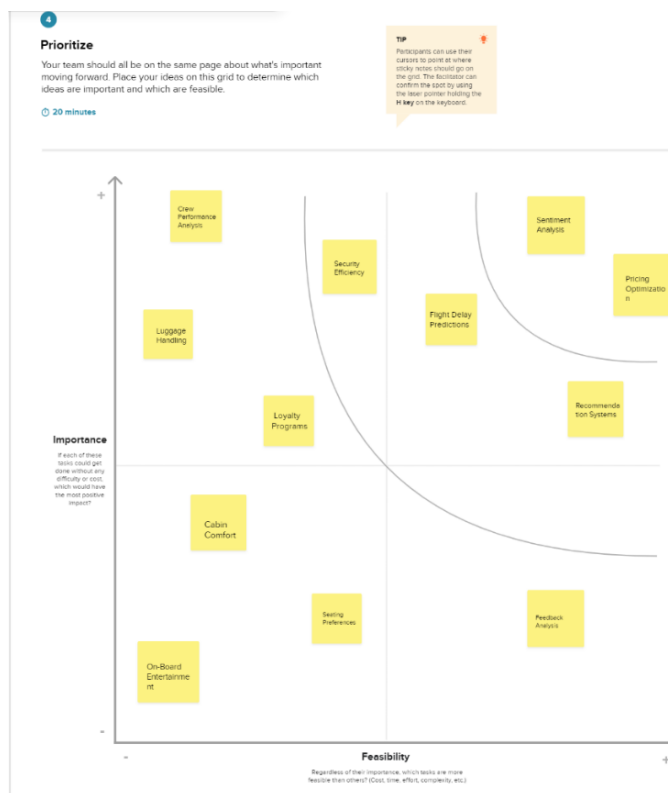 4
Prioritize
Your team should all be on the same page about what's important
moving forward. Place your ideas on this grid to determine which
ideas are important and which are feasible.
20 minutes
TIP
Participants can use their
cursors to point at where
sticky notes should go on
the grid. The facilitator can
confirm the spot by using
the laser pointer holding the
H key on the keyboard.
+
Crew
Performance
Analysis
Sentiment
Analysis
Security
Efficiency
Pricing
Optimizatio
n
Flight Delay
Predictions
Luggage
Handling
Recommenda
tion Systems
Loyalty
Programs
Importance
If each of these
tasks could get
done without any
difficulty or cost,
which would have
the most positive
impact?
Cabin
Comfort
Seating
Preferences
Feedback
Analysis
On-Board
Entertainme
nt
-
-
Feasibility
+
Regardless of their importance, which tasks are more
feasible than others? (Cost, time, effort, complexity, etc.)